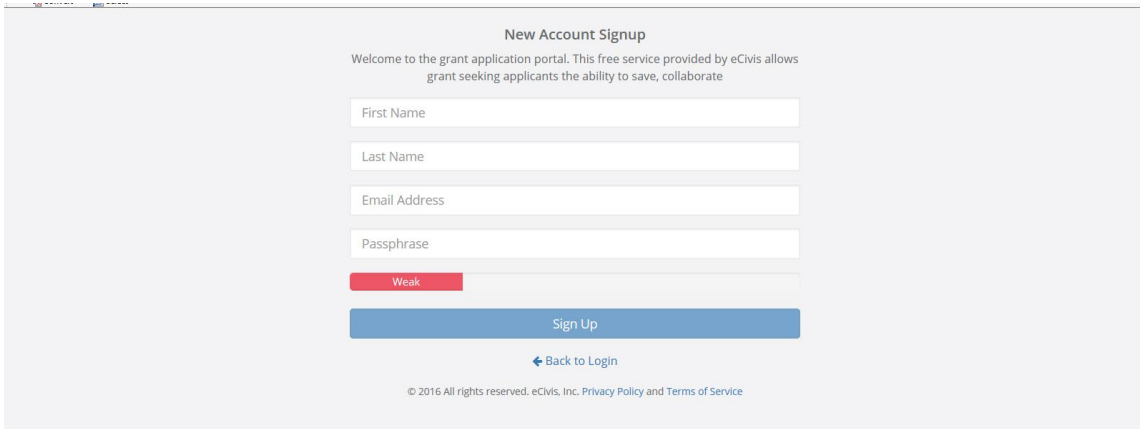 New Account Signup
Welcome to the grant application portal. This free service provided by eCivis allows
grant seeking applicants the ability to save, collaborate
First Name
Last Name
Email Address
Passphrase
Weak
Sign Up
Back to Login
© 2016 All rights reserved. eCivis, Inc. Privacy Policy and Terms of Service